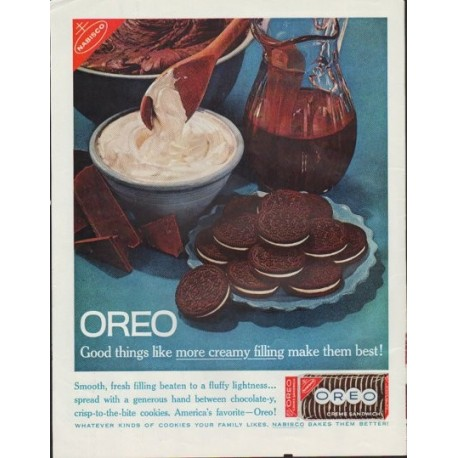 NABISCO
OREO
Good things like more creamy filling make them best!
Smooth, fresh filling beaten to a fluffy lightness...
spread with a generous hand between chocolate-y,
crisp-to-the-bite cookies. America's favorite—Oreo!
OREO
OREO
CREME SANDWICH
WHATEVER KINDS OF COOKIES YOUR FAMILY LIKES, NABISCO BAKES THEM BETTER!